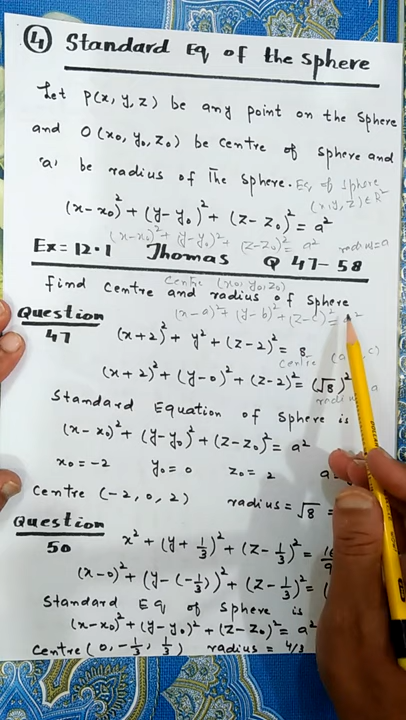 ④ Standard Eq of the Sphere
Let P(x, y, z) be any point on the sphere
and O(x₀, y₀, z₀) be centre of sphere and
'a' be radius of The sphere. Eq of sphere
(x, y, z) ∈ R²
(x-x₀)² + (y-y₀)² + (z-z₀)² = a²
(x-x₀)² + (y-y₀)² + (z-z₀)² = a² radius=a
Ex = 12.1 Thomas Q 47-58
Centre (x₀, y₀, z₀)
find centre and radius of sphere
(x-a)² + (y-b)² + (z-c)² =
Question
47
(x+2)² + y² + (z-2)² = 8
Centre
(x+2)² + (y-0)² + (z-2)² = (√8)²
Standard Equation of sphere is
(x-x₀)² + (y-y₀)² + (z-z₀)² = a²
x₀ = -2 y₀ = 0 z₀ = 2
Centre (-2, 0, 2) radius = √8 =
Question
50
x² + (y+1/3)² + (z-1/3)² = 16/9
(x-0)² + (y-(-1/3))² + (z-1/3)² = (
Standard Eq of Sphere is
(x-x₀)² + (y-y₀)² + (z-z₀)² = a²
Centre (0, -1/3, 1/3) radius = 4/3